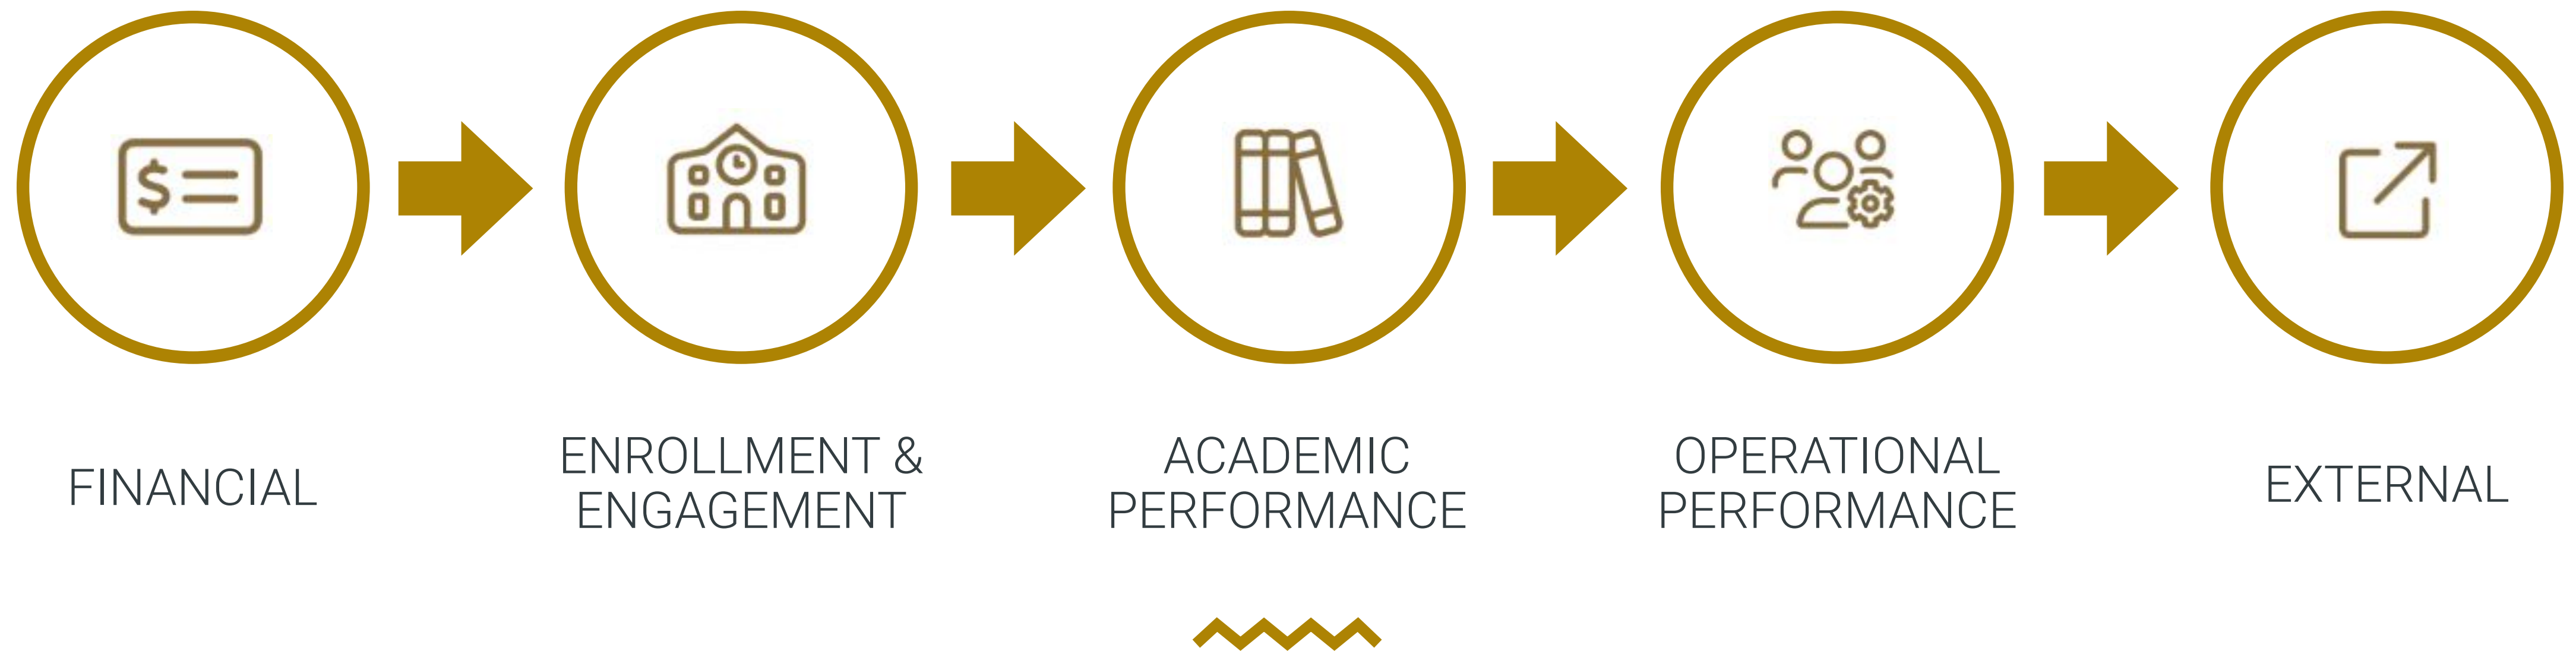 FINANCIAL
ENROLLMENT &
ENGAGEMENT
ACADEMIC
PERFORMANCE
OPERATIONAL
PERFORMANCE
EXTERNAL